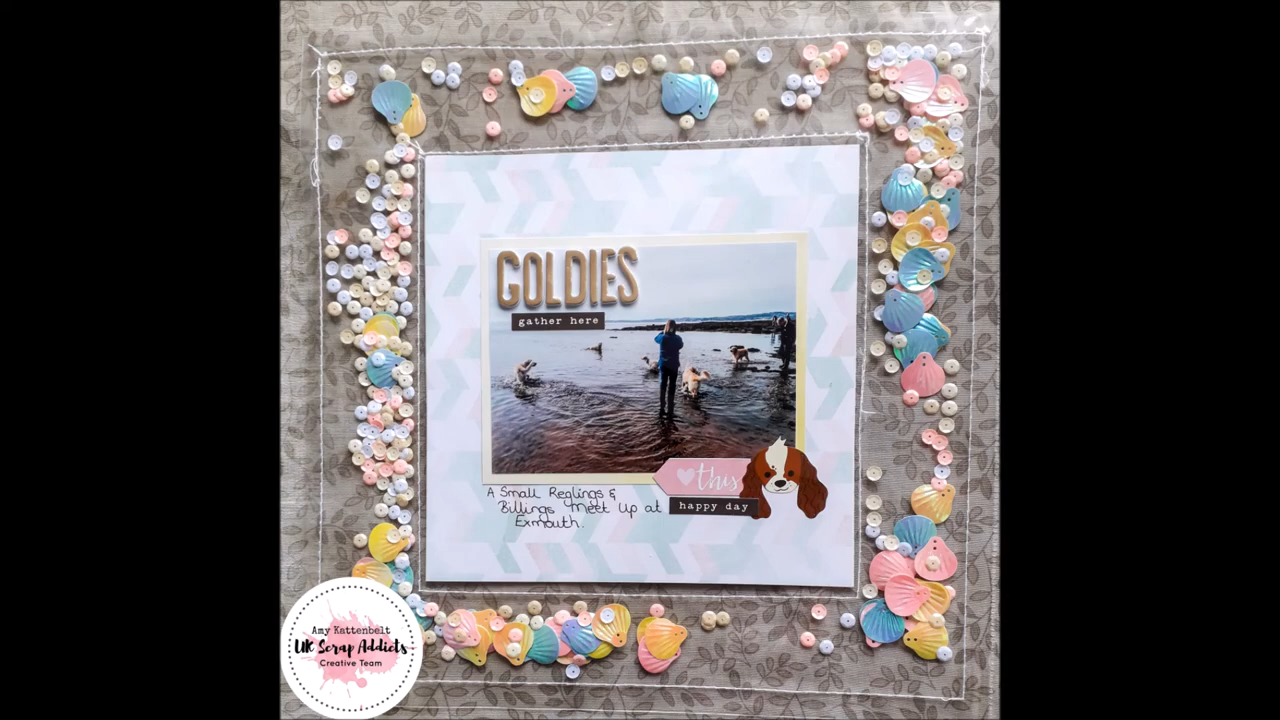 GOLDIES
gather here
this
happy day
A Small Reglings &
Billings Meet Up at
Exmouth.
Amy Kattenbelt
UK Scrap Addicts
Creative Team